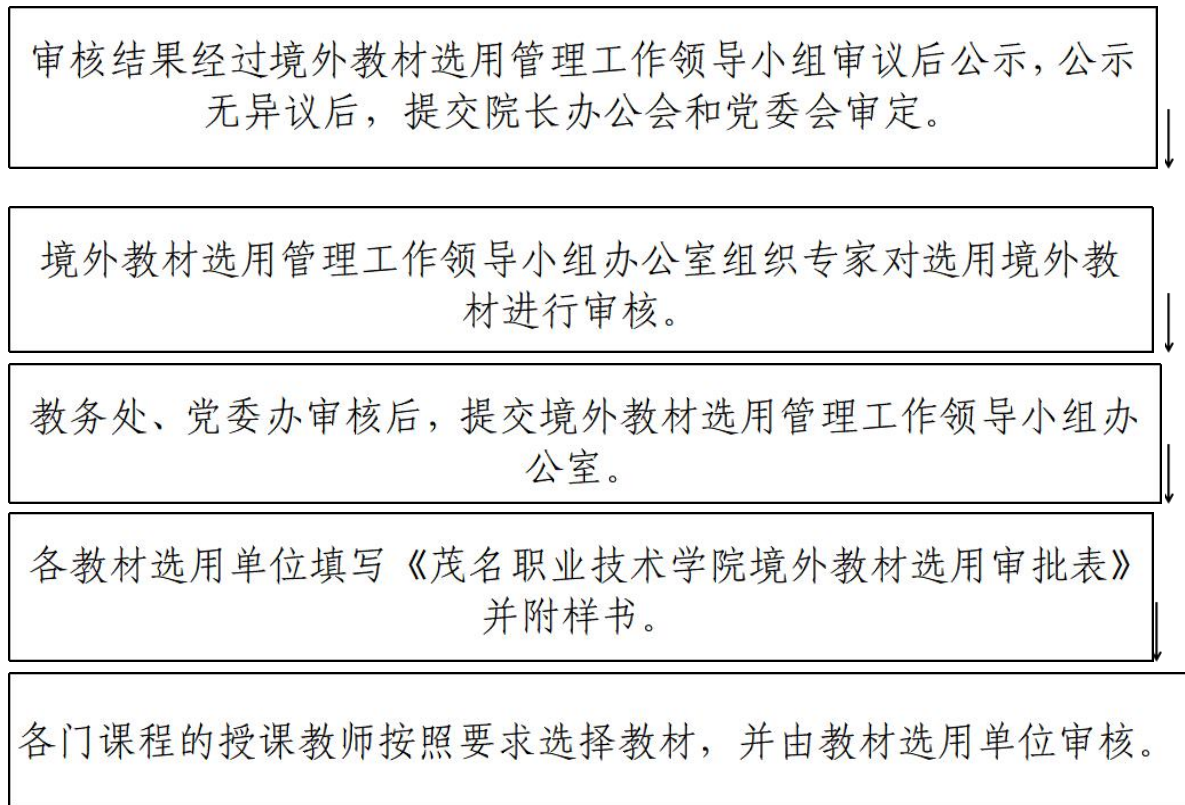 审核结果经过境外教材选用管理工作领导小组审议后公示，公示
无异议后，提交院长办公会和党委会审定。
境外教材选用管理工作领导小组办公室组织专家对选用境外教
材进行审核。
教务处、党委办审核后，提交境外教材选用管理工作领导小组办
公室。
各教材选用单位填写《茂名职业技术学院境外教材选用审批表》
并附样书。
各门课程的授课教师按照要求选择教材，并由教材选用单位审核。